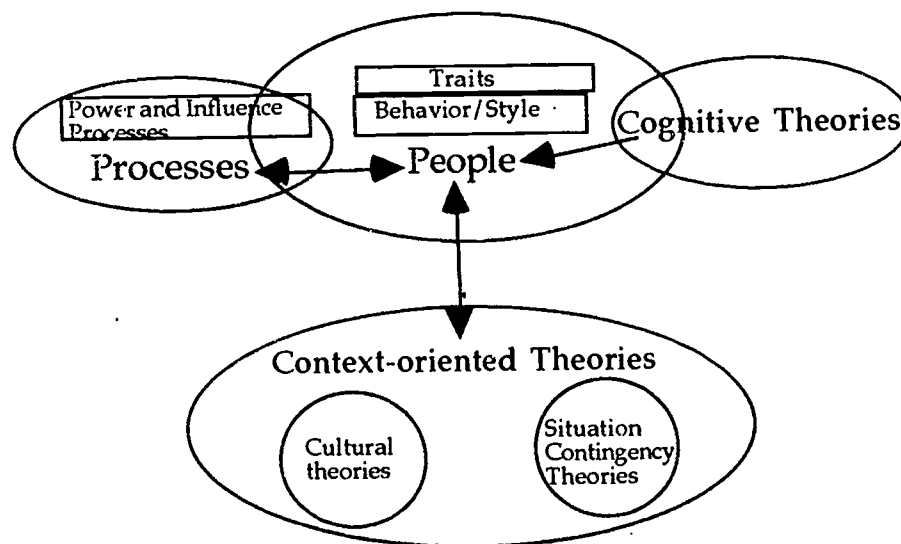 Traits
Power and Influence
Processes
Behavior/Style
Cognitive Theories
Processes
People
Context-oriented Theories
Cultural
theories
Situation
Contingency
Theories